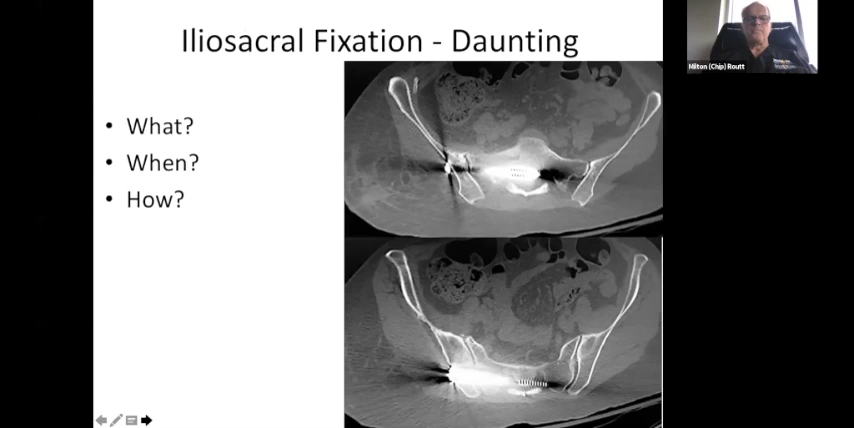 Iliosacral Fixation - Daunting
• What?
• When?
• How?
Milton (Chip) Routt